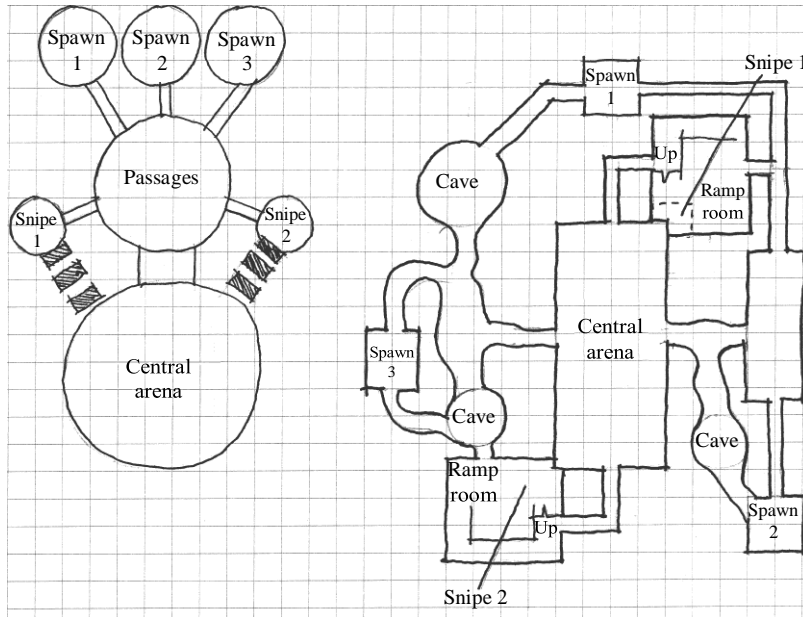 Spawn
1
Spawn
2
Spawn
3
Passages
Snipe
1
Snipe
2
Central
arena
Snipe 1
Spawn
1
Cave
Up
Ramp
room
Central
arena
Spawn
3
Cave
Cave
Ramp
room
Up
Spawn
2
Snipe 2